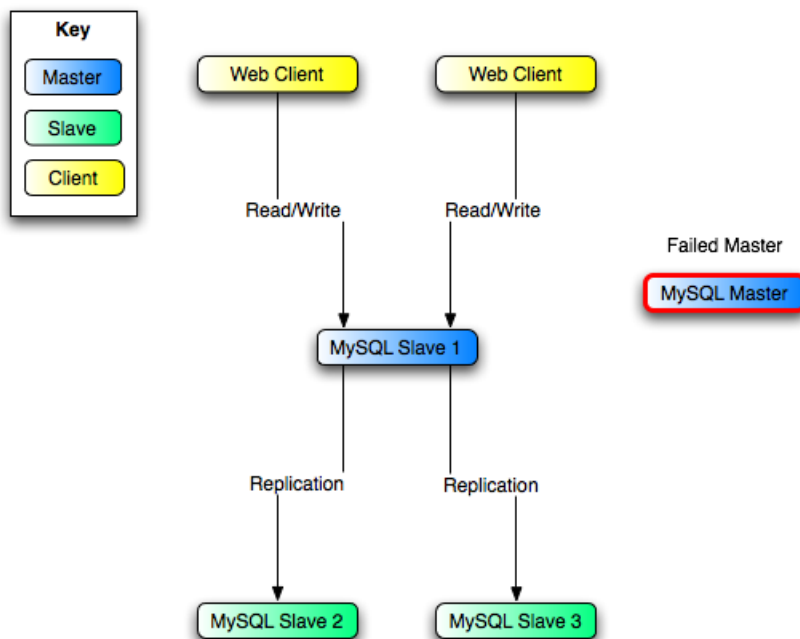 Key
Master
Slave
Client
Web Client
Web Client
Read/Write
Read/Write
Failed Master
MySQL Master
MySQL Slave 1
Replication
Replication
MySQL Slave 2
MySQL Slave 3